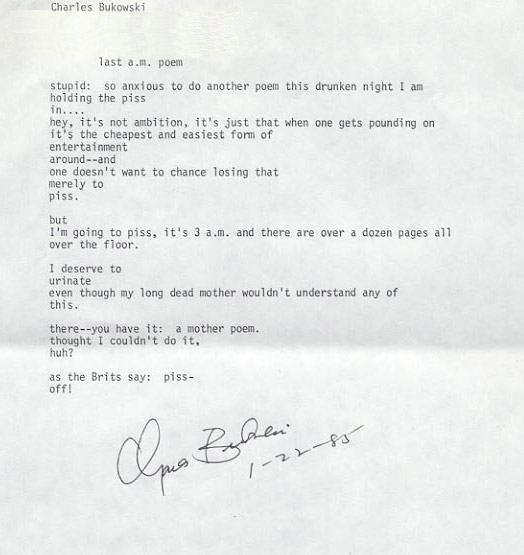 Charles Bukowski
last a.m. poem
stupid:  so anxious to do another poem this drunken night I am
holding the piss
in....
hey, it's not ambition, it's just that when one gets pounding on
it's the cheapest and easiest form of
entertainment
around--and
one doesn't want to chance losing that
merely to
piss.
but
I'm going to piss, it's 3 a.m. and there are over a dozen pages all
over the floor.
I deserve to
urinate
even though my long dead mother wouldn't understand any of
this.
there--you have it:  a mother poem.
thought I couldn't do it,
huh?
as the Brits say:  piss-
off!
Bukowski
1-22-85